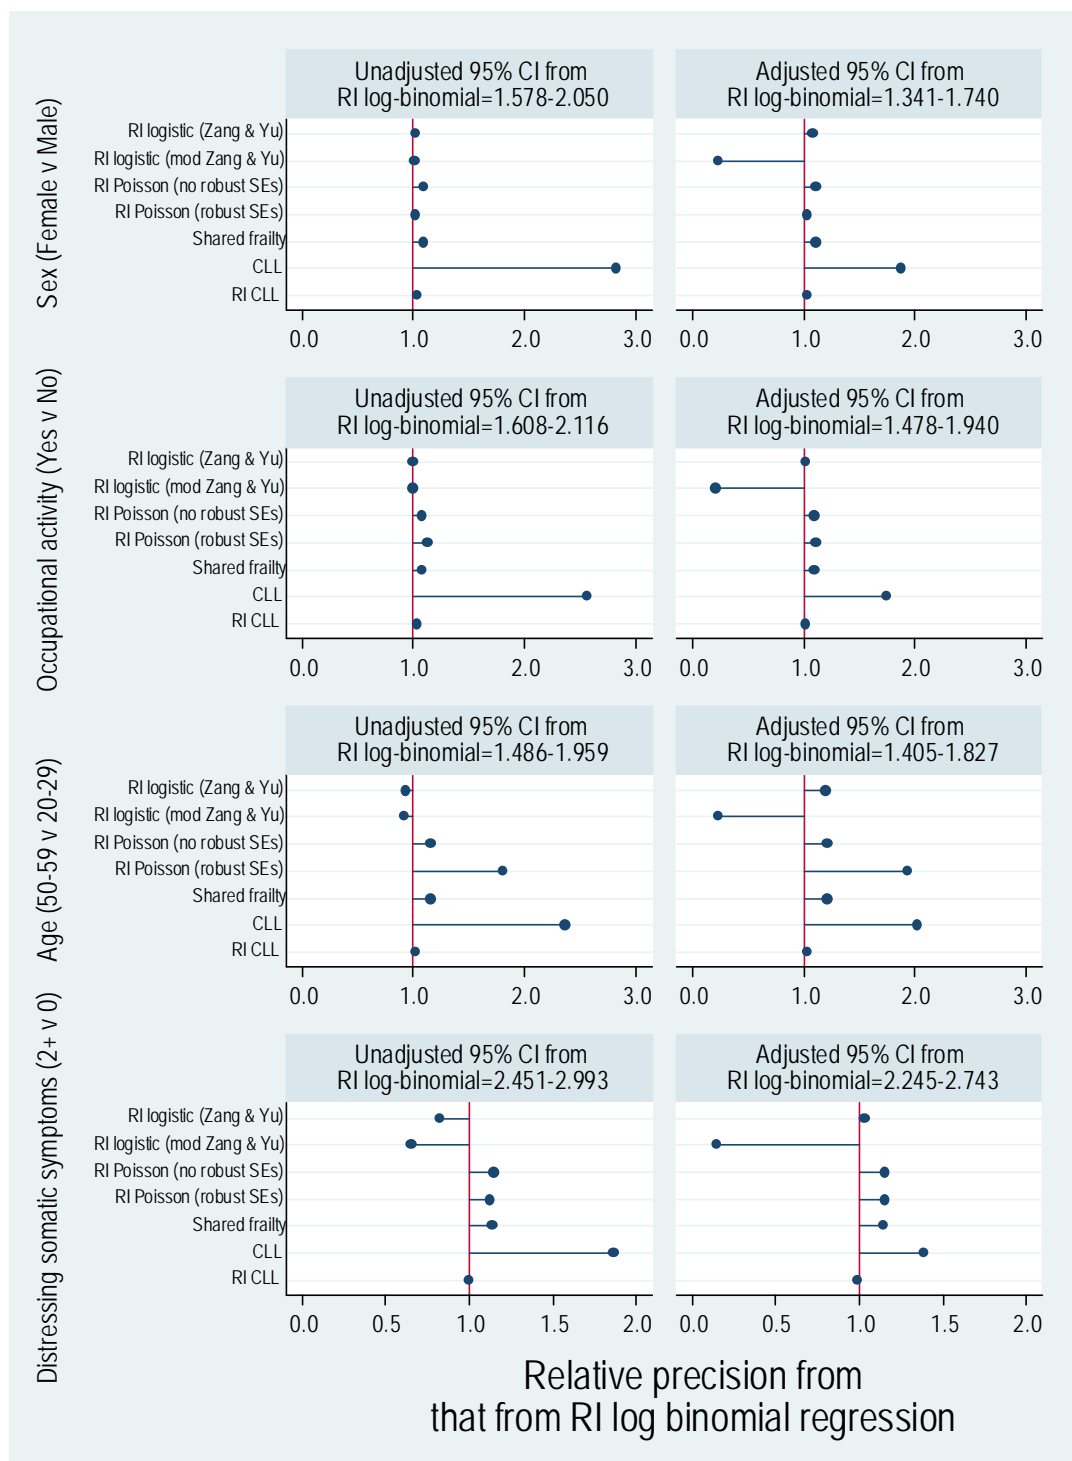 Sex (Female v Male)
Unadjusted 95% CI from
RI log-binomial=1.578-2.050
Adjusted 95% CI from
RI log-binomial=1.341-1.740
RI logistic (Zang & Yu)
RI logistic (mod Zang & Yu)
RI Poisson (no robust SEs)
RI Poisson (robust SEs)
Shared frailty
CLL
RI CLL
0.0 1.0 2.0 3.0
0.0 1.0 2.0 3.0
Occupational activity (Yes v No)
Unadjusted 95% CI from
RI log-binomial=1.608-2.116
Adjusted 95% CI from
RI log-binomial=1.478-1.940
RI logistic (Zang & Yu)
RI logistic (mod Zang & Yu)
RI Poisson (no robust SEs)
RI Poisson (robust SEs)
Shared frailty
CLL
RI CLL
0.0 1.0 2.0 3.0
0.0 1.0 2.0 3.0
Age (50-59 v 20-29)
Unadjusted 95% CI from
RI log-binomial=1.486-1.959
Adjusted 95% CI from
RI log-binomial=1.405-1.827
RI logistic (Zang & Yu)
RI logistic (mod Zang & Yu)
RI Poisson (no robust SEs)
RI Poisson (robust SEs)
Shared frailty
CLL
RI CLL
0.0 1.0 2.0 3.0
0.0 1.0 2.0 3.0
Distressing somatic symptoms (2+ v 0)
Unadjusted 95% CI from
RI log-binomial=2.451-2.993
Adjusted 95% CI from
RI log-binomial=2.245-2.743
RI logistic (Zang & Yu)
RI logistic (mod Zang & Yu)
RI Poisson (no robust SEs)
RI Poisson (robust SEs)
Shared frailty
CLL
RI CLL
0.0 0.5 1.0 1.5 2.0
0.0 0.5 1.0 1.5 2.0
Relative precision from
that from RI log binomial regression